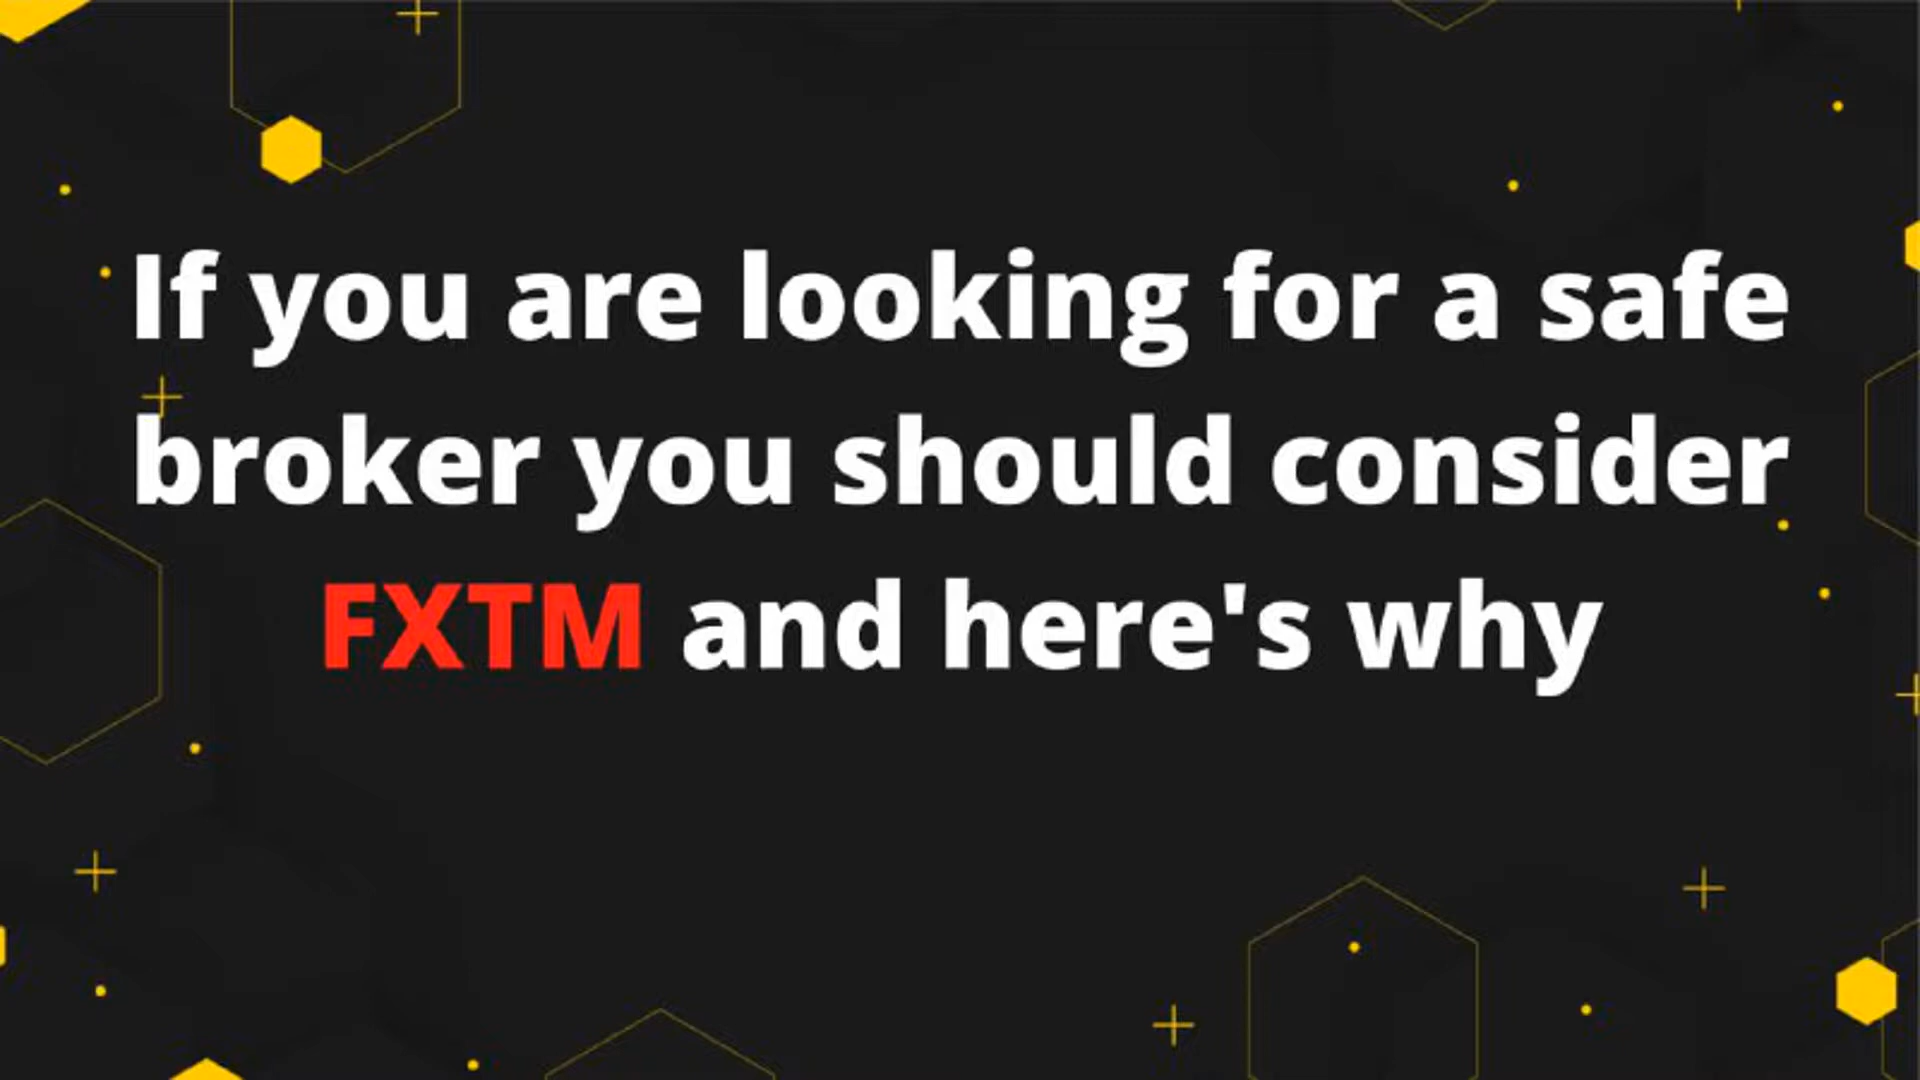 If you are looking for a safe
broker you should consider
FXTM and here's why